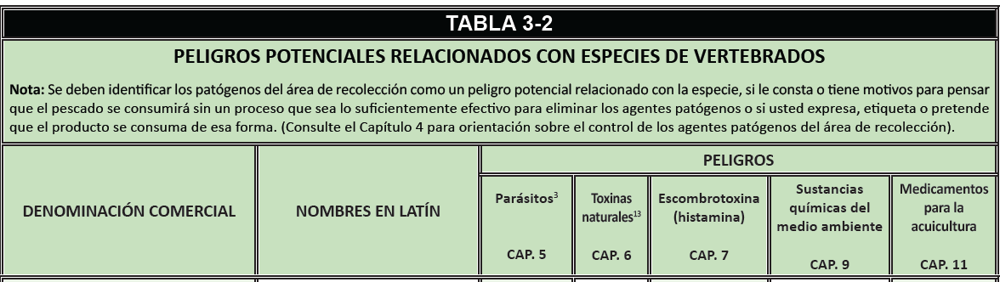 TABLA 3-2
PELIGROS POTENCIALES RELACIONADOS CON ESPECIES DE VERTEBRADOS
Nota: Se deben identificar los patógenos del área de recolección como un peligro potencial relacionado con la especie, si le consta o tiene motivos para pensar
que el pescado se consumirá sin un proceso que sea lo suficientemente efectivo para eliminar los agentes patógenos o si usted expresa, etiqueta o pretende
que el producto se consuma de esa forma. (Consulte el Capítulo 4 para orientación sobre el control de los agentes patógenos del área de recolección).
DENOMINACIÓN COMERCIAL
NOMBRES EN LATÍN
PELIGROS
Parásitos³
CAP. 5
Toxinas
naturales¹³
CAP. 6
Escombrotoxina
(histamina)
CAP. 7
Sustancias
químicas del
medio ambiente
CAP. 9
Medicamentos
para la
acuicultura
CAP. 11